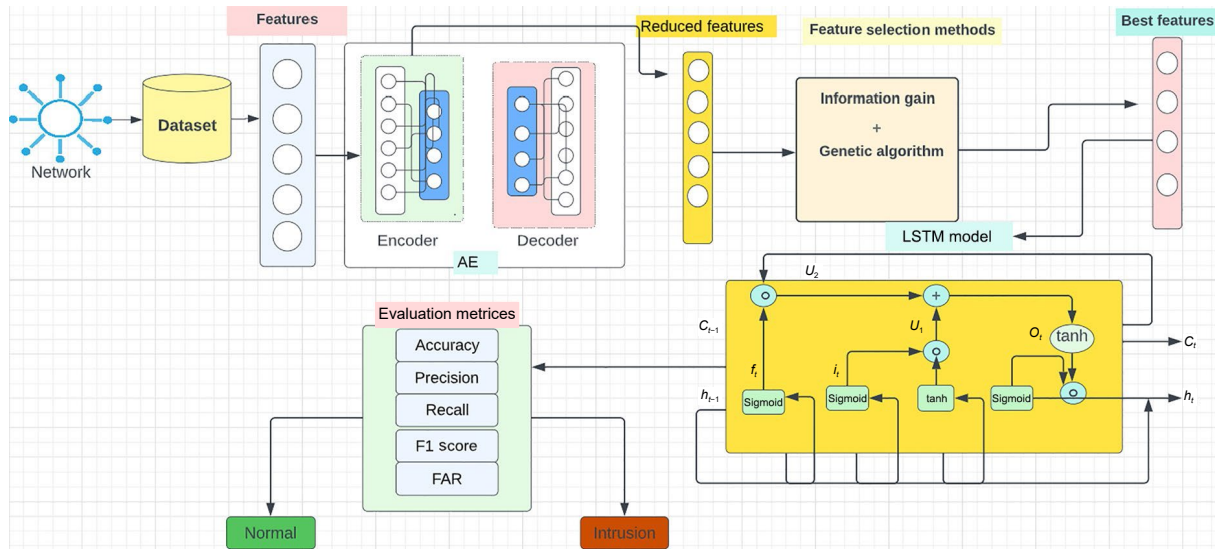 Features
Reduced features
Feature selection methods
Best features
Network
Dataset
Information gain
+
Genetic algorithm
Encoder
Decoder
AE
LSTM model
Evaluation metrices
Accuracy
Precision
Recall
F1 score
FAR
Normal
Intrusion
U2
+
Ct−1
U1
Ot
tanh
Ct
ft
it
ht−1
Sigmoid
Sigmoid
tanh
Sigmoid
ht